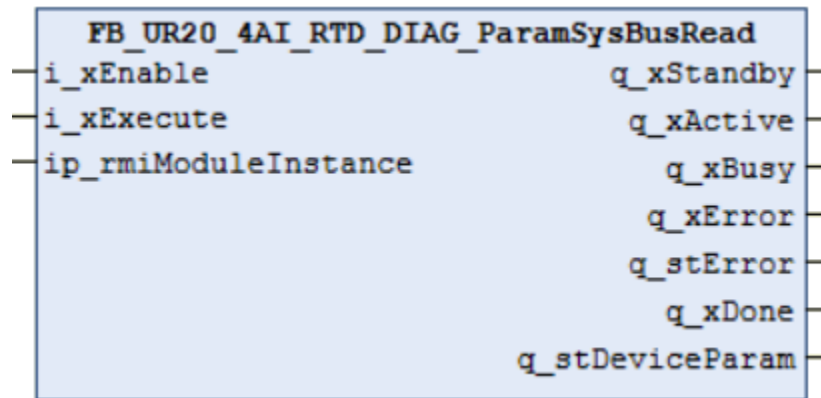 FB_UR20_4AI_RTD_DIAG_ParamSysBusRead
i_xEnable q_xStandby
i_xExecute q_xActive
ip_rmiModuleInstance q_xBusy
q_xError
q_stError
q_xDone
q_stDeviceParam